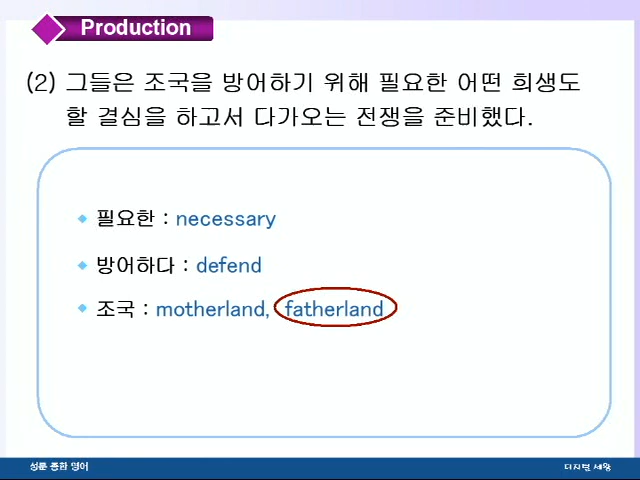 Production
(2) 그들은 조국을 방어하기 위해 필요한 어떤 희생도
할 결심을 하고서 다가오는 전쟁을 준비했다.
필요한 : necessary
방어하다 : defend
조국 : motherland, fatherland
성문 종합 영어
디지털 세왕